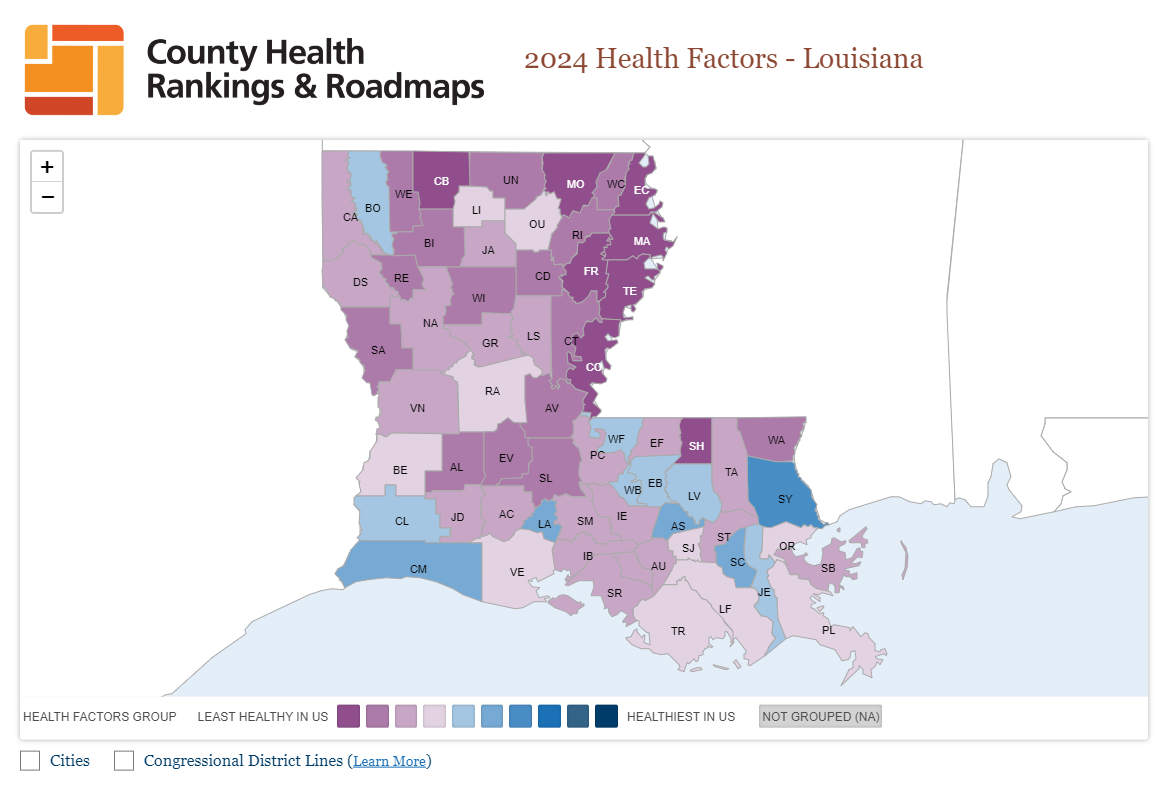 County Health
Rankings & Roadmaps
2024 Health Factors - Louisiana
+
−
CA
BO
WE
CB
UN
MO
WC
EC
LI
OU
BI
JA
RI
MA
DS
RE
WI
CD
FR
TE
NA
SA
GR
LS
CT
CO
VN
RA
AV
BE
AL
EV
SL
PC
WF
EF
SH
TA
WA
WB
EB
LV
SY
CL
JD
AC
LA
SM
IE
AS
ST
SJ
SC
OR
SB
CM
VE
IB
AU
SR
JE
LF
TR
PL
HEALTH FACTORS GROUP LEAST HEALTHY IN US HEALTHIEST IN US NOT GROUPED (NA)
Cities Congressional District Lines (Learn More)